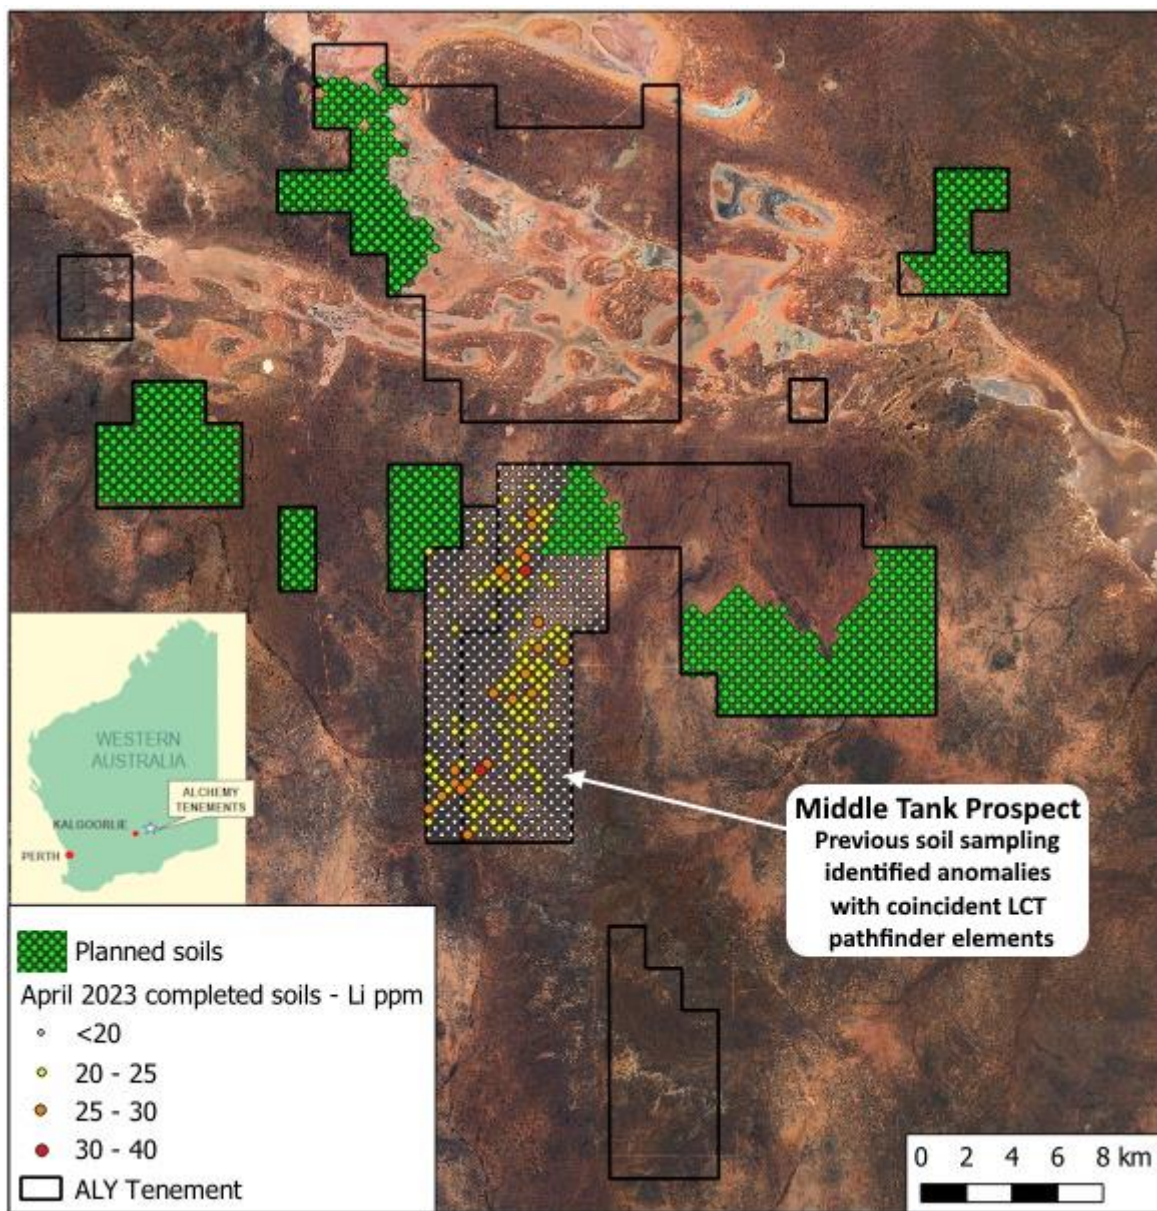 WESTERN
AUSTRALIA
ALCHEMY
TENEMENTS
KALGOORLIE
PERTH
Middle Tank Prospect
Previous soil sampling
identified anomalies
with coincident LCT
pathfinder elements
Planned soils
April 2023 completed soils - Li ppm
<20
20 - 25
25 - 30
30 - 40
ALY Tenement
0 2 4 6 8 km